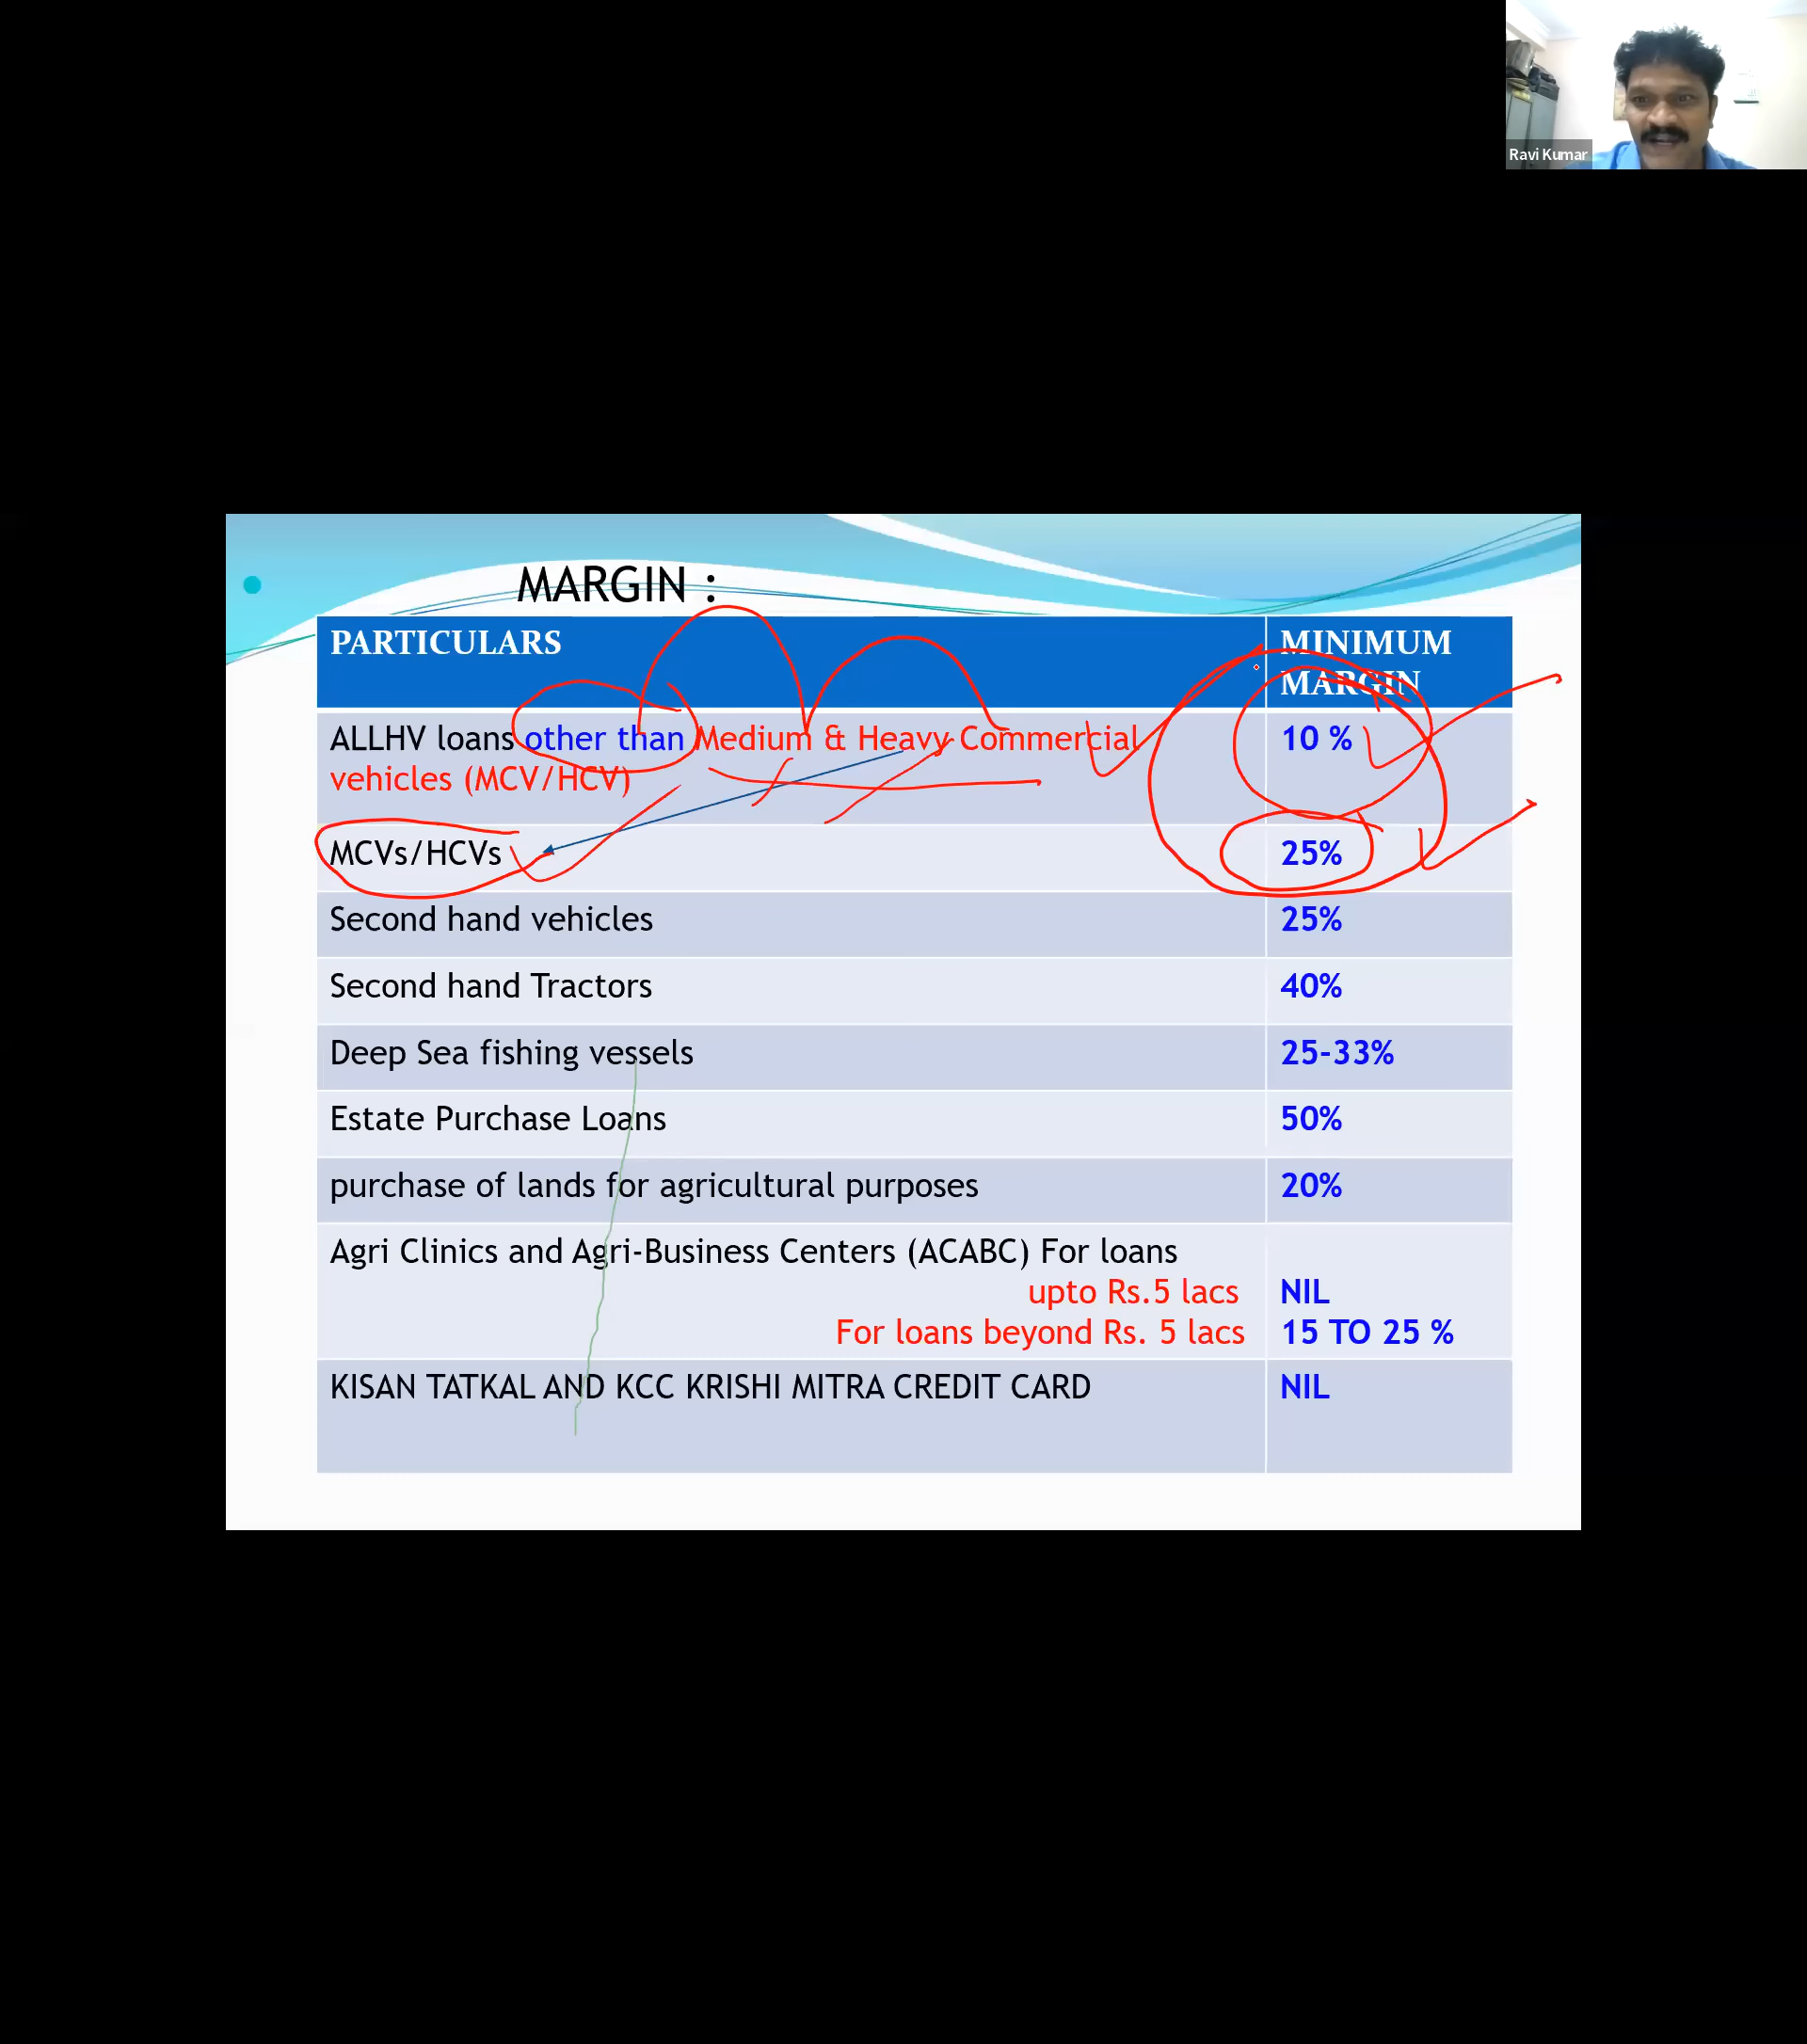 Ravi Kumar
MARGIN :
PARTICULARS
MINIMUM
MARGIN
ALLHV loans other than Medium & Heavy Commercial
vehicles (MCV/HCV)
10 %
MCVs/HCVs
25%
Second hand vehicles
25%
Second hand Tractors
40%
Deep Sea fishing vessels
25-33%
Estate Purchase Loans
50%
purchase of lands for agricultural purposes
20%
Agri Clinics and Agri-Business Centers (ACABC) For loans
upto Rs.5 lacs
NIL
For loans beyond Rs. 5 lacs
15 TO 25 %
KISAN TATKAL AND KCC KRISHI MITRA CREDIT CARD
NIL